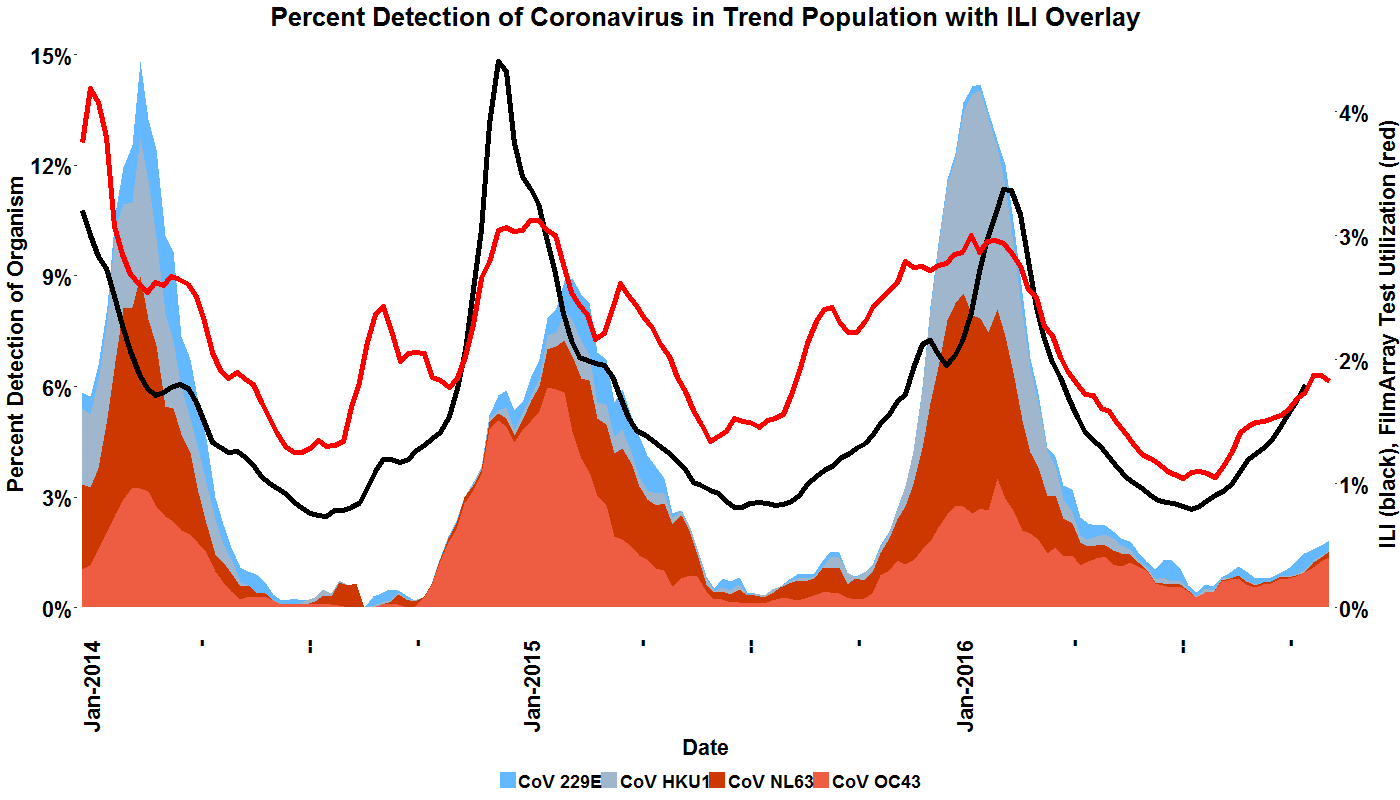 Percent Detection of Coronavirus in Trend Population with ILI Overlay
Percent Detection of Organism
15%
12%
9%
6%
3%
0%
4%
3%
2%
1%
0%
ILI (black), FilmArray Test Utilization (red)
Jan-2014
-
--
-
Jan-2015
-
--
-
Jan-2016
-
--
-
Date
CoV 229E CoV HKU1 CoV NL63 CoV OC43